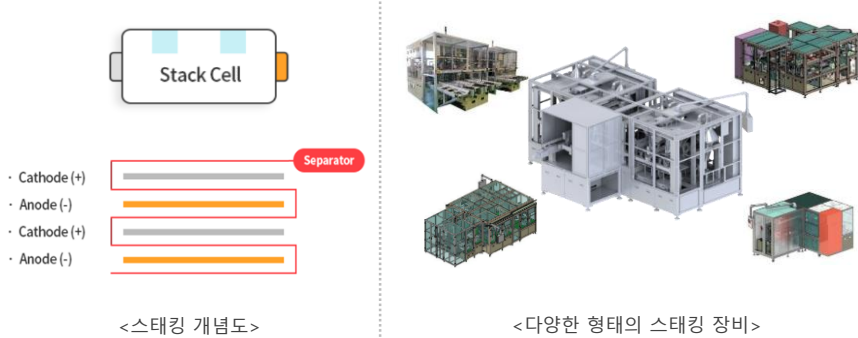 Stack Cell
Separator
· Cathode (+)
· Anode (-)
· Cathode (+)
· Anode (-)
<스태킹 개념도>
<다양한 형태의 스태킹 장비>